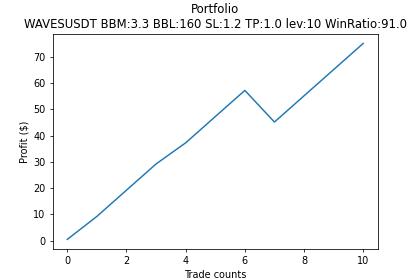 Portfolio
WAVESUSDT BBM:3.3 BBL:160 SL:1.2 TP:1.0 lev:10 WinRatio:91.0
70
60
50
40
30
20
10
0
Profit ($)
0 2 4 6 8 10
Trade counts